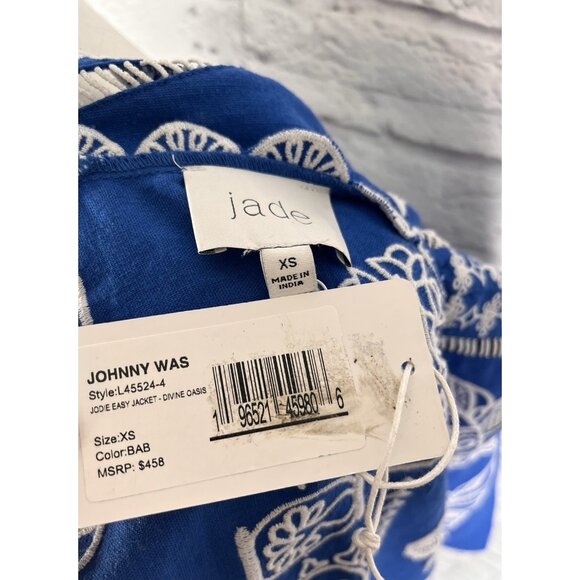 jade
XS
MADE IN
INDIA
JOHNNY WAS
Style:L45524-4
JODIE EASY JACKET - DIVINE OASIS
Size:XS
Color:BAB
MSRP: $458
1 96521 45980 6